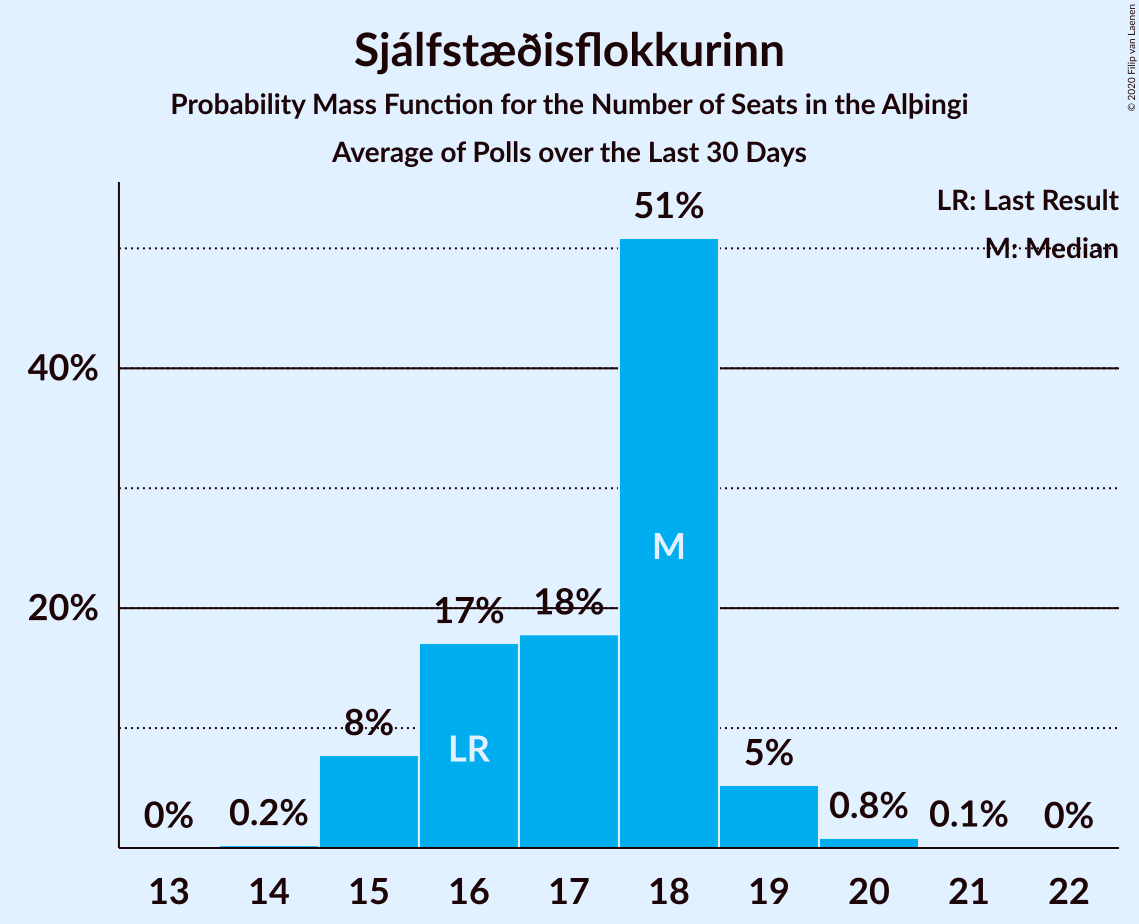 Sjálfstæðisflokkurinn
Probability Mass Function for the Number of Seats in the Alþingi
Average of Polls over the Last 30 Days
© 2020 Filip van Laenen
LR: Last Result
M: Median
51%
40%
M
20%
17%
18%
8%
LR
5%
0%
0.2%
0.8%
0.1%
0%
13 14 15 16 17 18 19 20 21 22